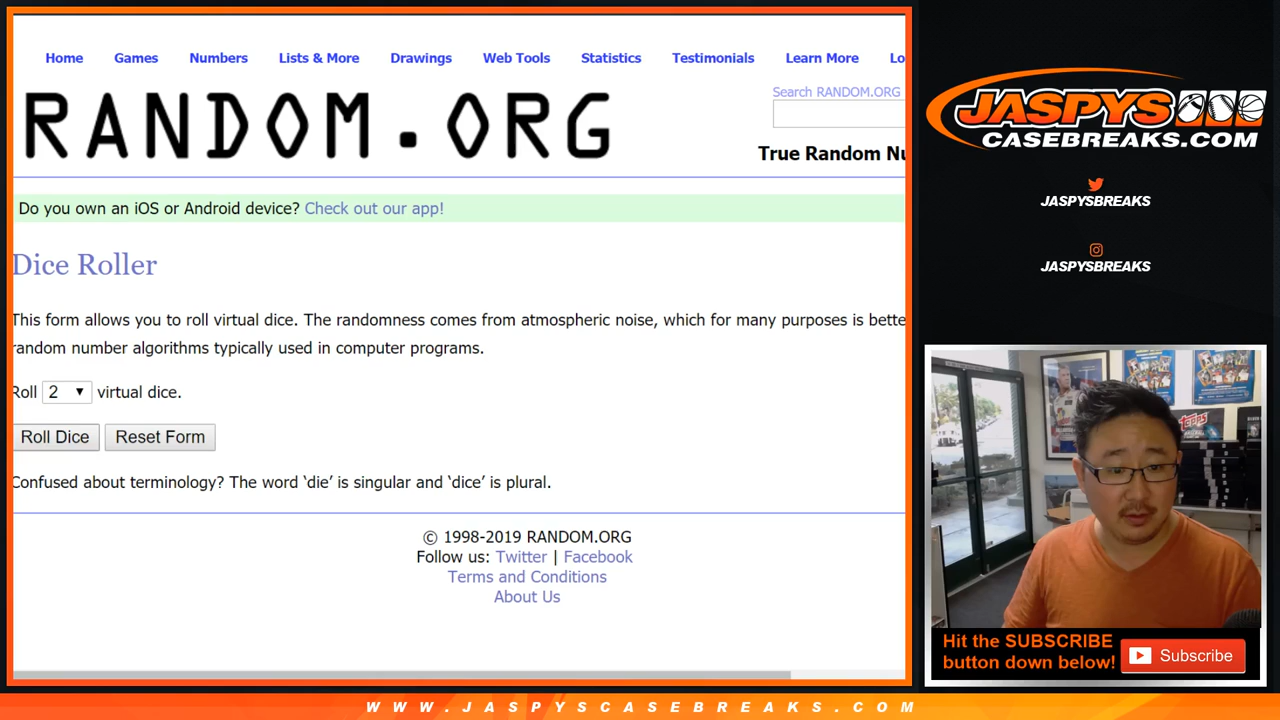 Home Games Numbers Lists & More Drawings Web Tools Statistics Testimonials Learn More Lo
RANDOM.ORG
Search RANDOM.ORG
True Random Nu
Do you own an iOS or Android device? Check out our app!
Dice Roller
This form allows you to roll virtual dice. The randomness comes from atmospheric noise, which for many purposes is bette
random number algorithms typically used in computer programs.
Roll 2 virtual dice.
Roll Dice Reset Form
Confused about terminology? The word ‘die’ is singular and ‘dice’ is plural.
© 1998-2019 RANDOM.ORG
Follow us: Twitter | Facebook
Terms and Conditions
About Us
JASPYS
CASEBREAKS.COM
JASPYSBREAKS
JASPYSBREAKS
TOPPS
Hit the SUBSCRIBE
button down below!
Subscribe
WWW.JASPYSCASEBREAKS.COM